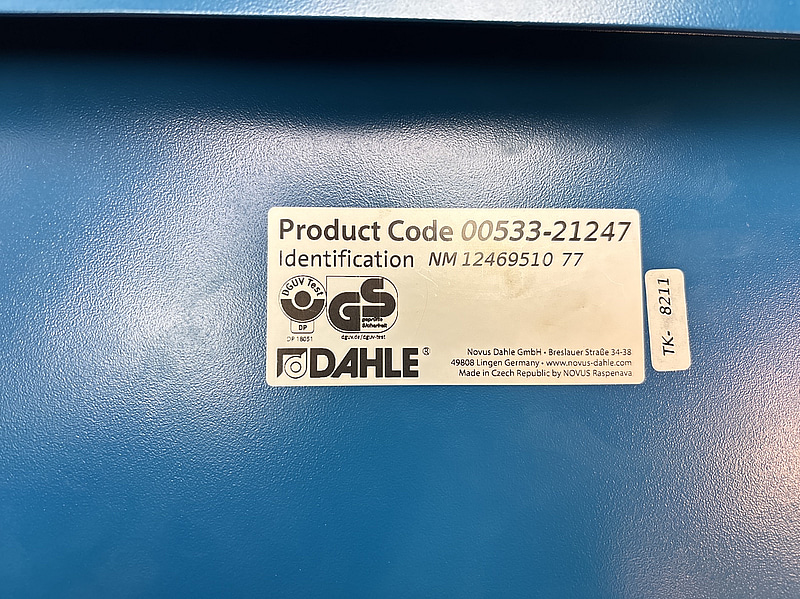 Product Code 00533-21247
Identification NM 12469510 77
DGUV Test
DP
DP 18051
GS
geprüfte
Sicherheit
dguv.de/dguv-test
DAHLE®
Novus Dahle GmbH • Breslauer Straße 34-38
49808 Lingen Germany • www.novus-dahle.com
Made in Czech Republic by NOVUS Raspenava
TK- 8211